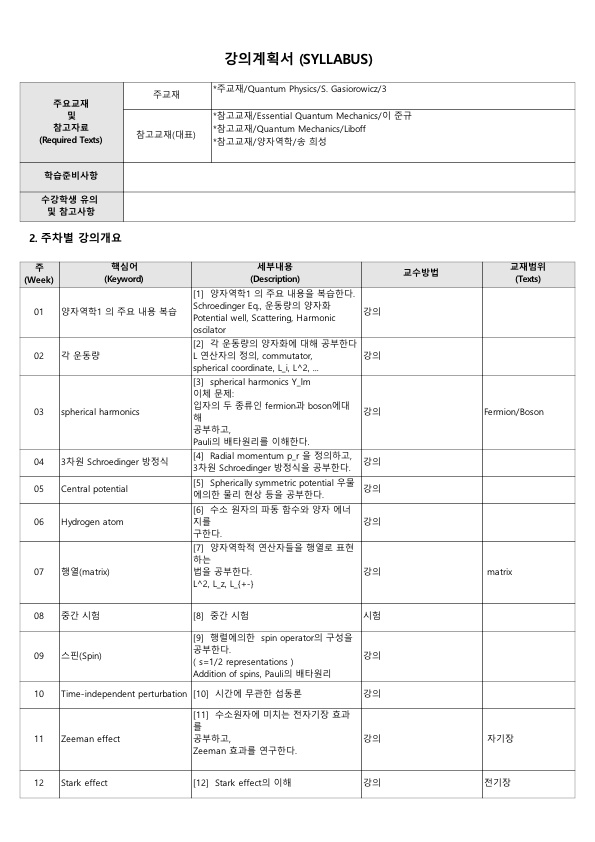 강의계획서 (SYLLABUS)
주요교재
및
참고자료
(Required Texts)
주교재
*주교재/Quantum Physics/S. Gasiorowicz/3
참고교재(대표)
*참고교재/Essential Quantum Mechanics/이 준규
*참고교재/Quantum Mechanics/Liboff
*참고교재/양자역학/송 희성
학습준비사항
수강학생 유의
및 참고사항
2. 주차별 강의개요
주
(Week)
핵심어
(Keyword)
세부내용
(Description)
교수방법
교재범위
(Texts)
01
양자역학1 의 주요 내용 복습
[1] 양자역학1 의 주요 내용을 복습한다.
Schroedinger Eq., 운동량의 양자화
Potential well, Scattering, Harmonic
oscilator
강의
02
각 운동량
[2] 각 운동량의 양자화에 대해 공부한다
L 연산자의 정의, commutator,
spherical coordinate, L_i, L^2, ...
강의
03
spherical harmonics
[3] spherical harmonics Y_lm
이제 문제:
입자의 두 종류인 fermion과 boson에대
해
공부하고,
Pauli의 배타원리를 이해한다.
강의
Fermion/Boson
04
3차원 Schroedinger 방정식
[4] Radial momentum p_r 을 정의하고,
3차원 Schroedinger 방정식을 공부한다.
강의
05
Central potential
[5] Spherically symmetric potential 우물
에의한 물리 현상 등을 공부한다.
강의
06
Hydrogen atom
[6] 수소 원자의 파동 함수와 양자 에너
지를
구한다.
강의
07
행열(matrix)
[7] 양자역학적 연산자들을 행열로 표현
하는
법을 공부한다.
L^2, L_z, L_{+-}
강의
matrix
08
중간 시험
[8] 중간 시험
시험
09
스핀(Spin)
[9] 행렬에의한 spin operator의 구성을
공부한다.
( s=1/2 representations )
Addition of spins, Pauli의 배타원리
강의
10
Time-independent perturbation
[10] 시간에 무관한 섭동론
강의
11
Zeeman effect
[11] 수소원자에 미치는 전자기장 효과
를
공부하고,
Zeeman 효과를 연구한다.
강의
자기장
12
Stark effect
[12] Stark effect의 이해
강의
전기장